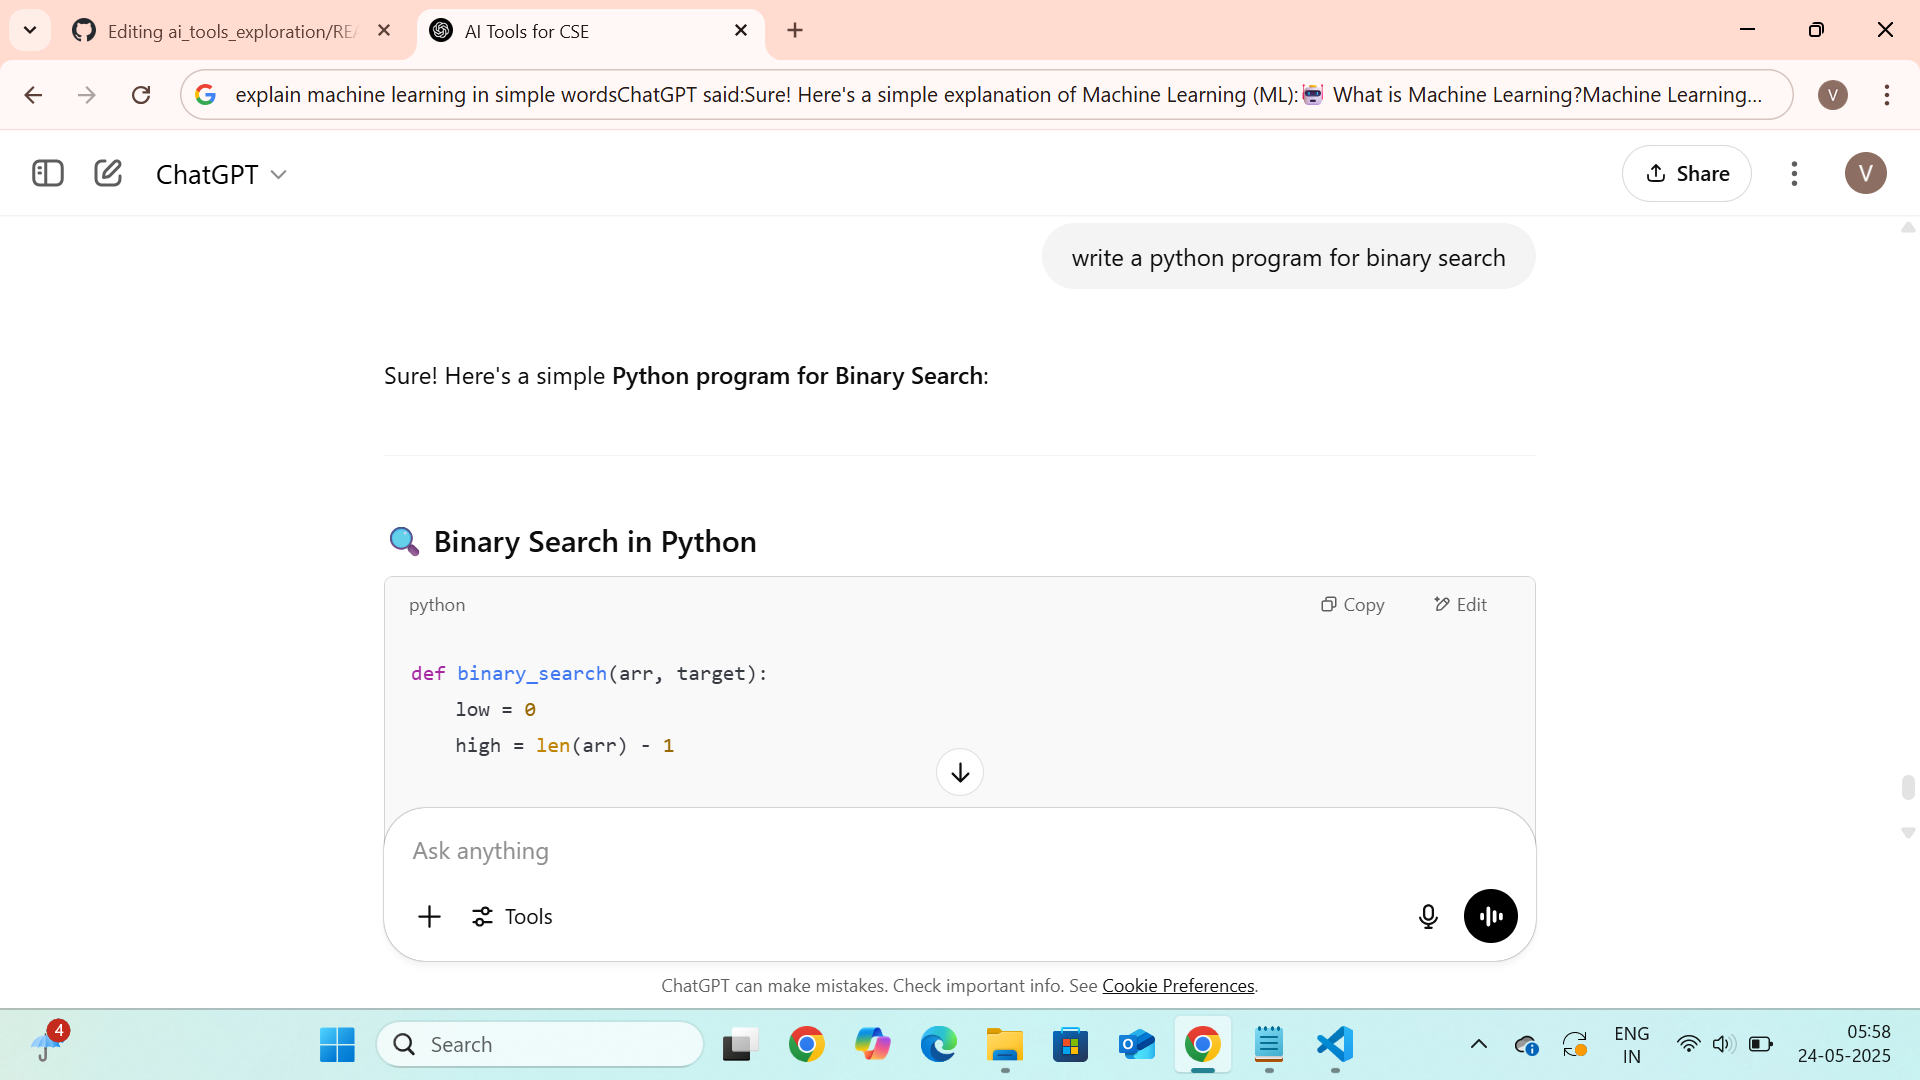 Editing ai_tools_exploration/REA
AI Tools for CSE
explain machine learning in simple wordsChatGPT said:Sure! Here's a simple explanation of Machine Learning (ML):🤖 What is Machine Learning?Machine Learning...
V
ChatGPT
Share
V
write a python program for binary search
Sure! Here's a simple Python program for Binary Search:
🔍 Binary Search in Python
python
Copy
Edit
def binary_search(arr, target):
    low = 0
    high = len(arr) - 1
Ask anything
Tools
ChatGPT can make mistakes. Check important info. See Cookie Preferences.
4
Search
ENG
IN
05:58
24-05-2025